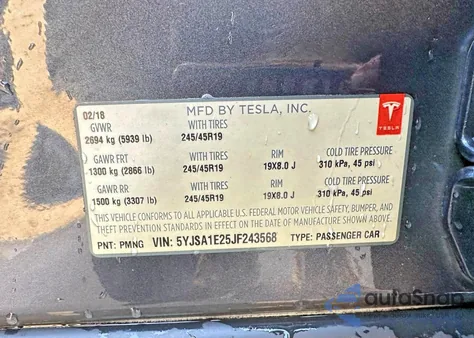 02/18 MFD BY TESLA, INC.
GVWR WITH TIRES
2694 kg (5939 lb) 245/45R19
TESLA
GAWR FRT WITH TIRES RIM COLD TIRE PRESSURE
1300 kg (2866 lb) 245/45R19 19X8.0 J 310 kPa, 45 psi
GAWR RR WITH TIRES RIM COLD TIRE PRESSURE
1500 kg (3307 lb) 245/45R19 19X8.0 J 310 kPa, 45 psi
THIS VEHICLE CONFORMS TO ALL APPLICABLE U.S. FEDERAL MOTOR VEHICLE SAFETY, BUMPER, AND
THEFT PREVENTION STANDARDS IN EFFECT ON THE DATE OF MANUFACTURE SHOWN ABOVE.
PNT: PMNG VIN: 5YJSA1E25JF243568 TYPE: PASSENGER CAR
autoSnap